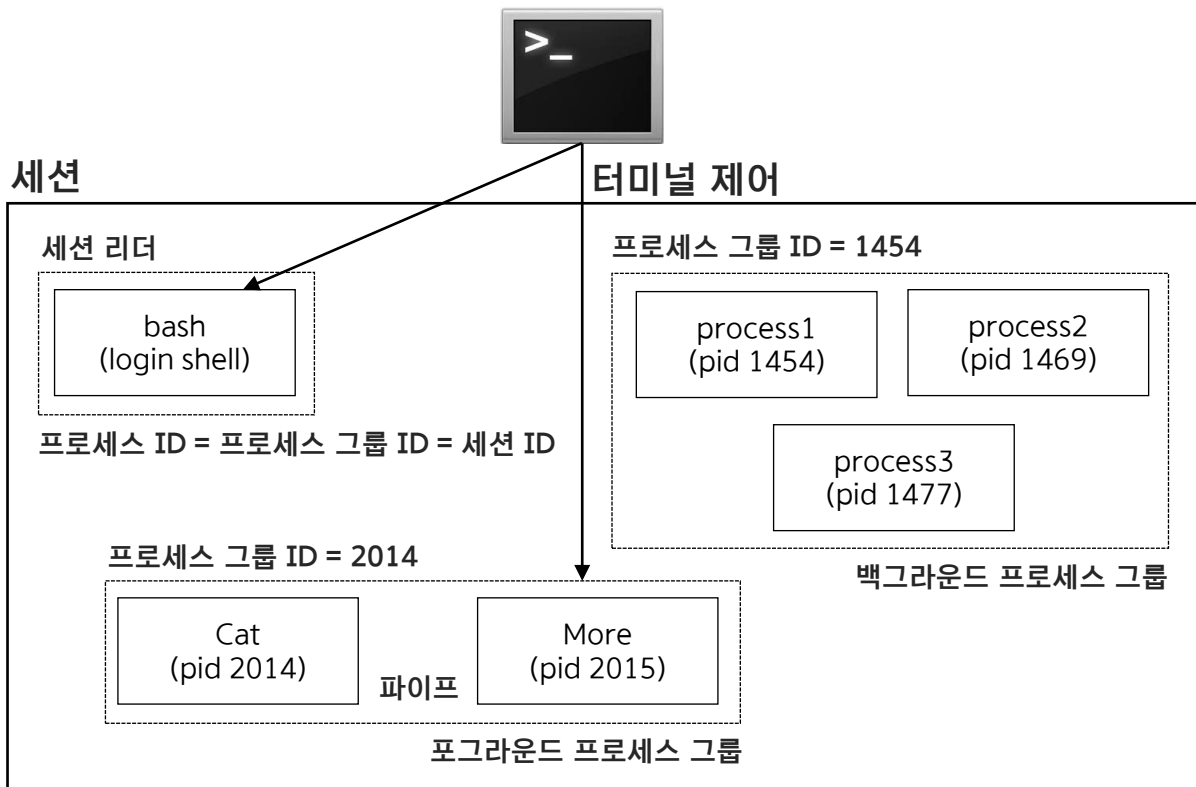 >_
세션
터미널 제어
세션 리더
bash
(login shell)
프로세스 ID = 프로세스 그룹 ID = 세션 ID
프로세스 그룹 ID = 1454
process1
(pid 1454)
process2
(pid 1469)
process3
(pid 1477)
백그라운드 프로세스 그룹
프로세스 그룹 ID = 2014
Cat
(pid 2014)
파이프
More
(pid 2015)
포그라운드 프로세스 그룹